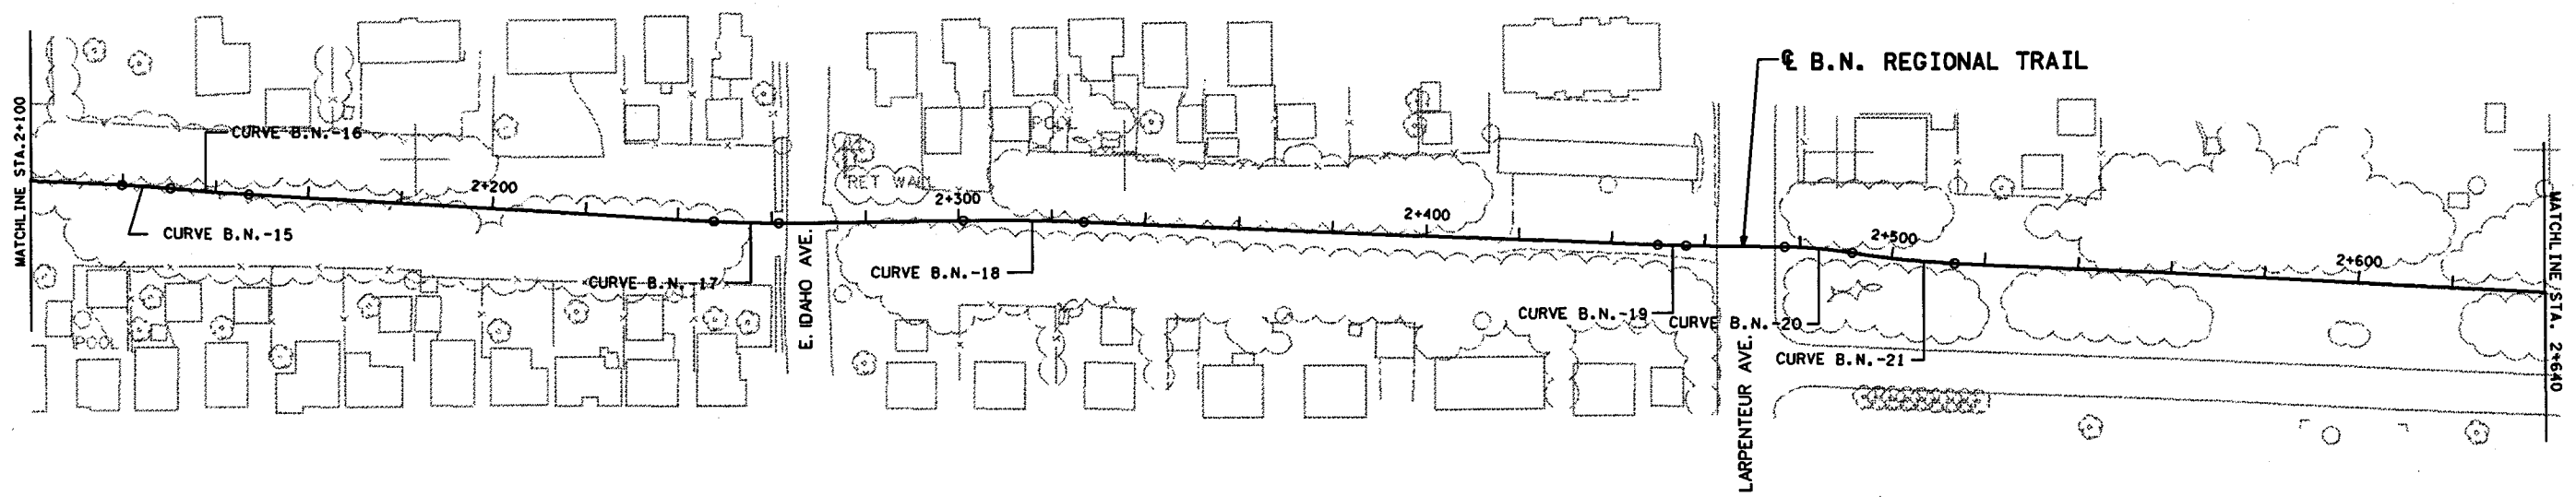 ℄ B.N. REGIONAL TRAIL
MATCHLINE STA.2+100
CURVE B.N.-16
POOL
2+200
RET WALL
2+300
2+400
2+500
2+600
CURVE B.N.-15
CURVE B.N.-17
E. IDAHO AVE.
CURVE B.N.-18
CURVE B.N.-19
CURVE B.N.-20
CURVE B.N.-21
LARPENTEUR AVE.
POOL
MATCHLINE STA. 2+640